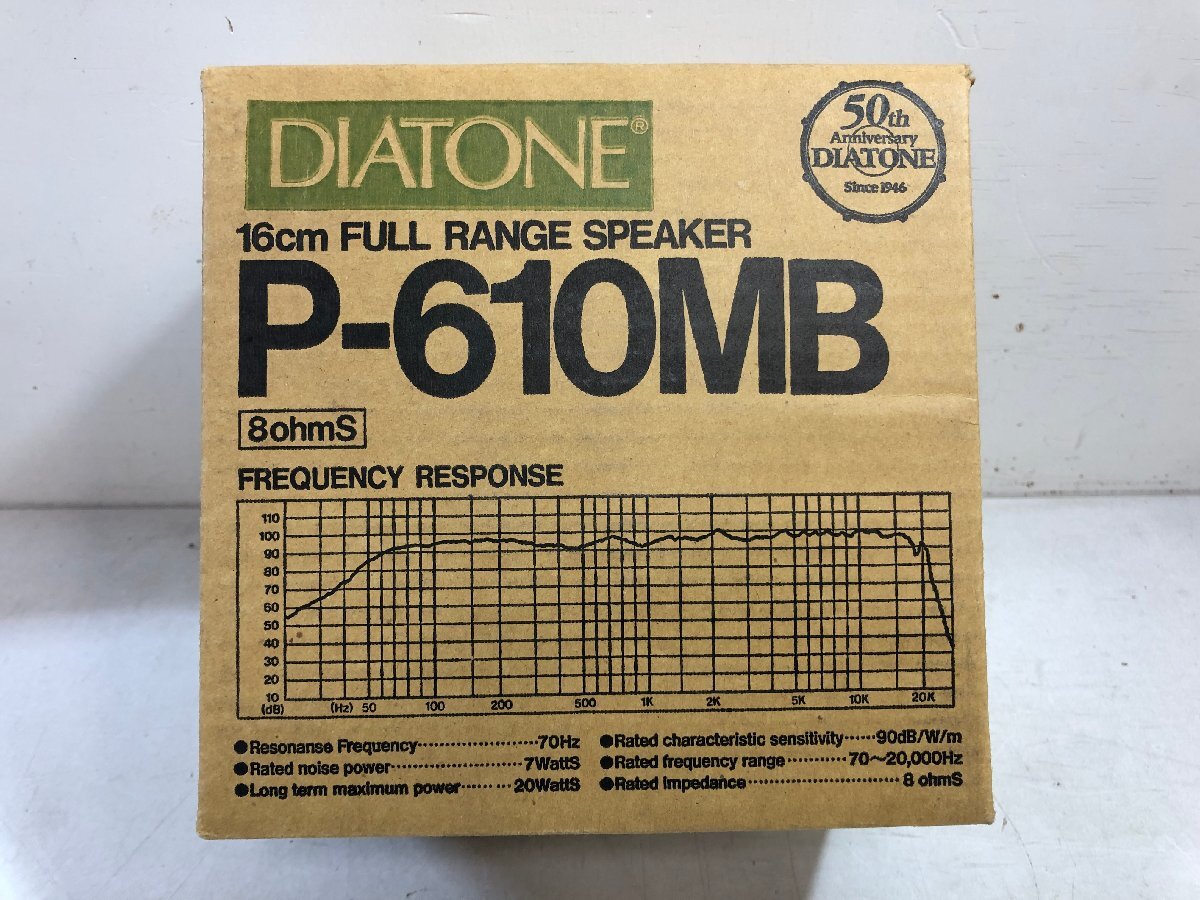 DIATONE®
50th
Anniversary
DIATONE
Since 1946
16cm FULL RANGE SPEAKER
P-610MB
8ohmS
FREQUENCY RESPONSE
110
100
90
80
70
60
50
40
30
20
10
(dB) (Hz) 50 100 200 500 1K 2K 5K 10K 20K
●Resonanse Frequency··················70Hz
●Rated noise power··················7WattS
●Long term maximum power·········20WattS
●Rated characteristic sensitivity······90dB/W/m
●Rated frequency range·········70~20,000Hz
●Rated Impedance·····················8 ohmS